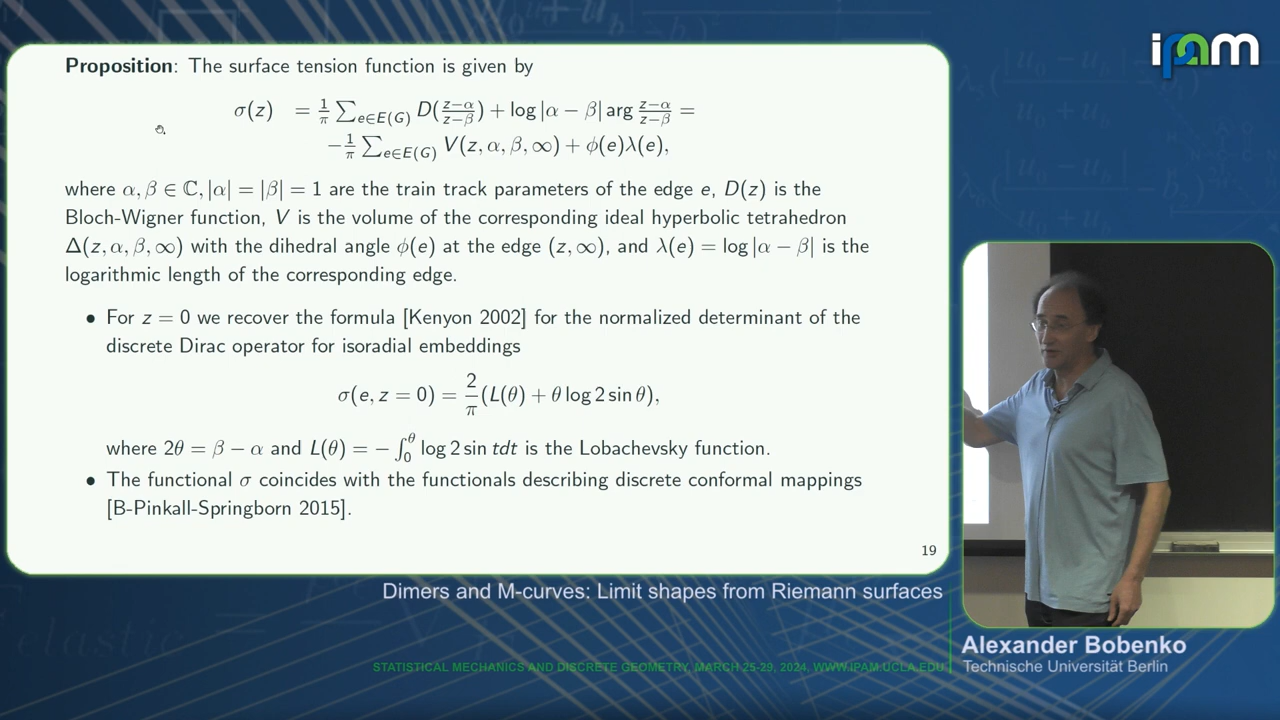 ipam
Proposition: The surface tension function is given by
σ(z) = 1/π ∑_{e∈E(G)} D((z−α)/(z−β)) + log|α − β| arg (z−α)/(z−β) =
−1/π ∑_{e∈E(G)} V(z, α, β, ∞) + ϕ(e)λ(e),
where α, β ∈ ℂ, |α| = |β| = 1 are the train track parameters of the edge e, D(z) is the
Bloch-Wigner function, V is the volume of the corresponding ideal hyperbolic tetrahedron
Δ(z, α, β, ∞) with the dihedral angle ϕ(e) at the edge (z, ∞), and λ(e) = log|α − β| is the
logarithmic length of the corresponding edge.
• For z = 0 we recover the formula [Kenyon 2002] for the normalized determinant of the
discrete Dirac operator for isoradial embeddings
σ(e, z = 0) = 2/π (L(θ) + θ log 2 sin θ),
where 2θ = β − α and L(θ) = −∫_0^θ log 2 sin tdt is the Lobachevsky function.
• The functional σ coincides with the functionals describing discrete conformal mappings
[B-Pinkall-Springborn 2015].
19
Dimers and M-curves: Limit shapes from Riemann surfaces
Alexander Bobenko
Technische Universität Berlin
STATISTICAL MECHANICS AND DISCRETE GEOMETRY, MARCH 25-29, 2024, WWW.IPAM.UCLA.EDU